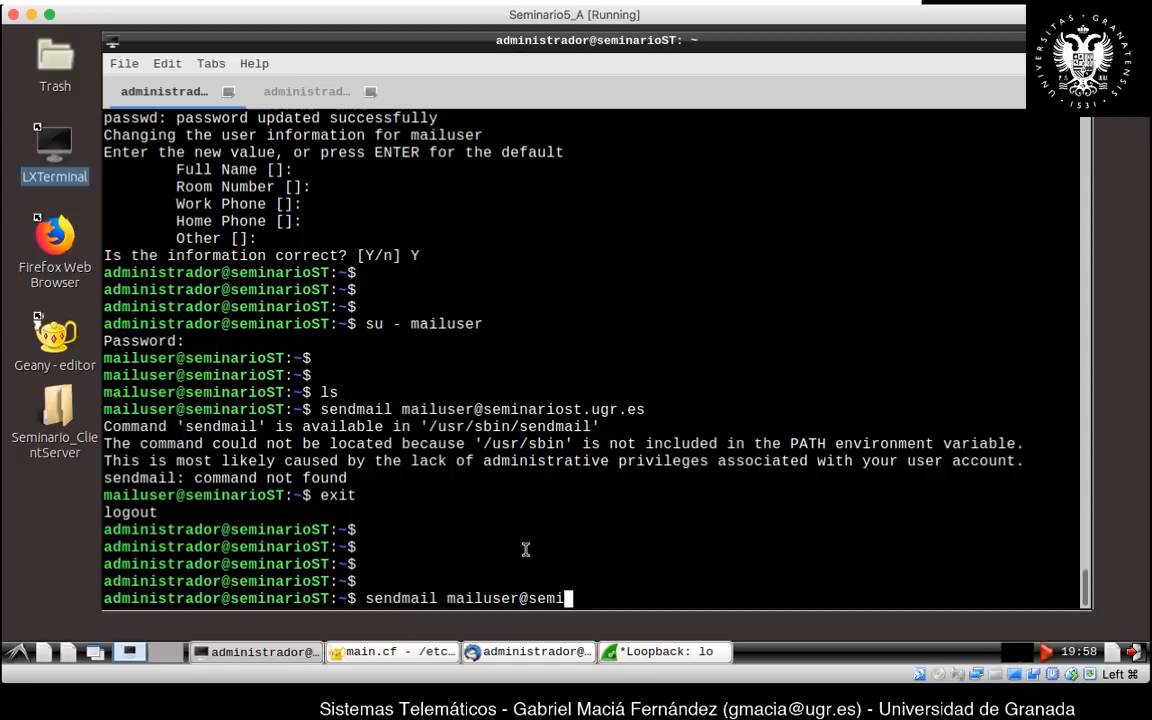 Seminario5_A [Running]
administrador@seminarioST: ~
File Edit Tabs Help
administrad... administrad...
Trash
LXTerminal
Firefox Web
Browser
Geany - editor
Seminario_Clie
ntServer
passwd: password updated successfully
Changing the user information for mailuser
Enter the new value, or press ENTER for the default
Full Name []:
Room Number []:
Work Phone []:
Home Phone []:
Other []:
Is the information correct? [Y/n] Y
administrador@seminarioST:~$
administrador@seminarioST:~$
administrador@seminarioST:~$
administrador@seminarioST:~$ su - mailuser
Password:
mailuser@seminarioST:~$
mailuser@seminarioST:~$
mailuser@seminarioST:~$ ls
mailuser@seminarioST:~$ sendmail mailuser@seminariost.ugr.es
Command 'sendmail' is available in '/usr/sbin/sendmail'
The command could not be located because '/usr/sbin' is not included in the PATH environment variable.
This is most likely caused by the lack of administrative privileges associated with your user account.
sendmail: command not found
mailuser@seminarioST:~$ exit
logout
administrador@seminarioST:~$
administrador@seminarioST:~$
administrador@seminarioST:~$
administrador@seminarioST:~$
administrador@seminarioST:~$ sendmail mailuser@semi
administrador@... main.cf - /etc... administrador@... *Loopback: lo 19:58
Left ⌘
UNIVERSITAS GRANATENSIS 1531
Sistemas Telemáticos - Gabriel Maciá Fernández (gmacia@ugr.es) - Universidad de Granada